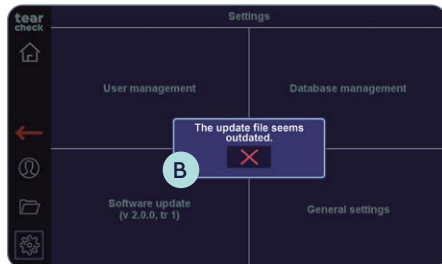 tear
check
Settings
User management
Database management
The update file seems
outdated.
B
Software update
(v 2.0.0, tr 1)
General settings